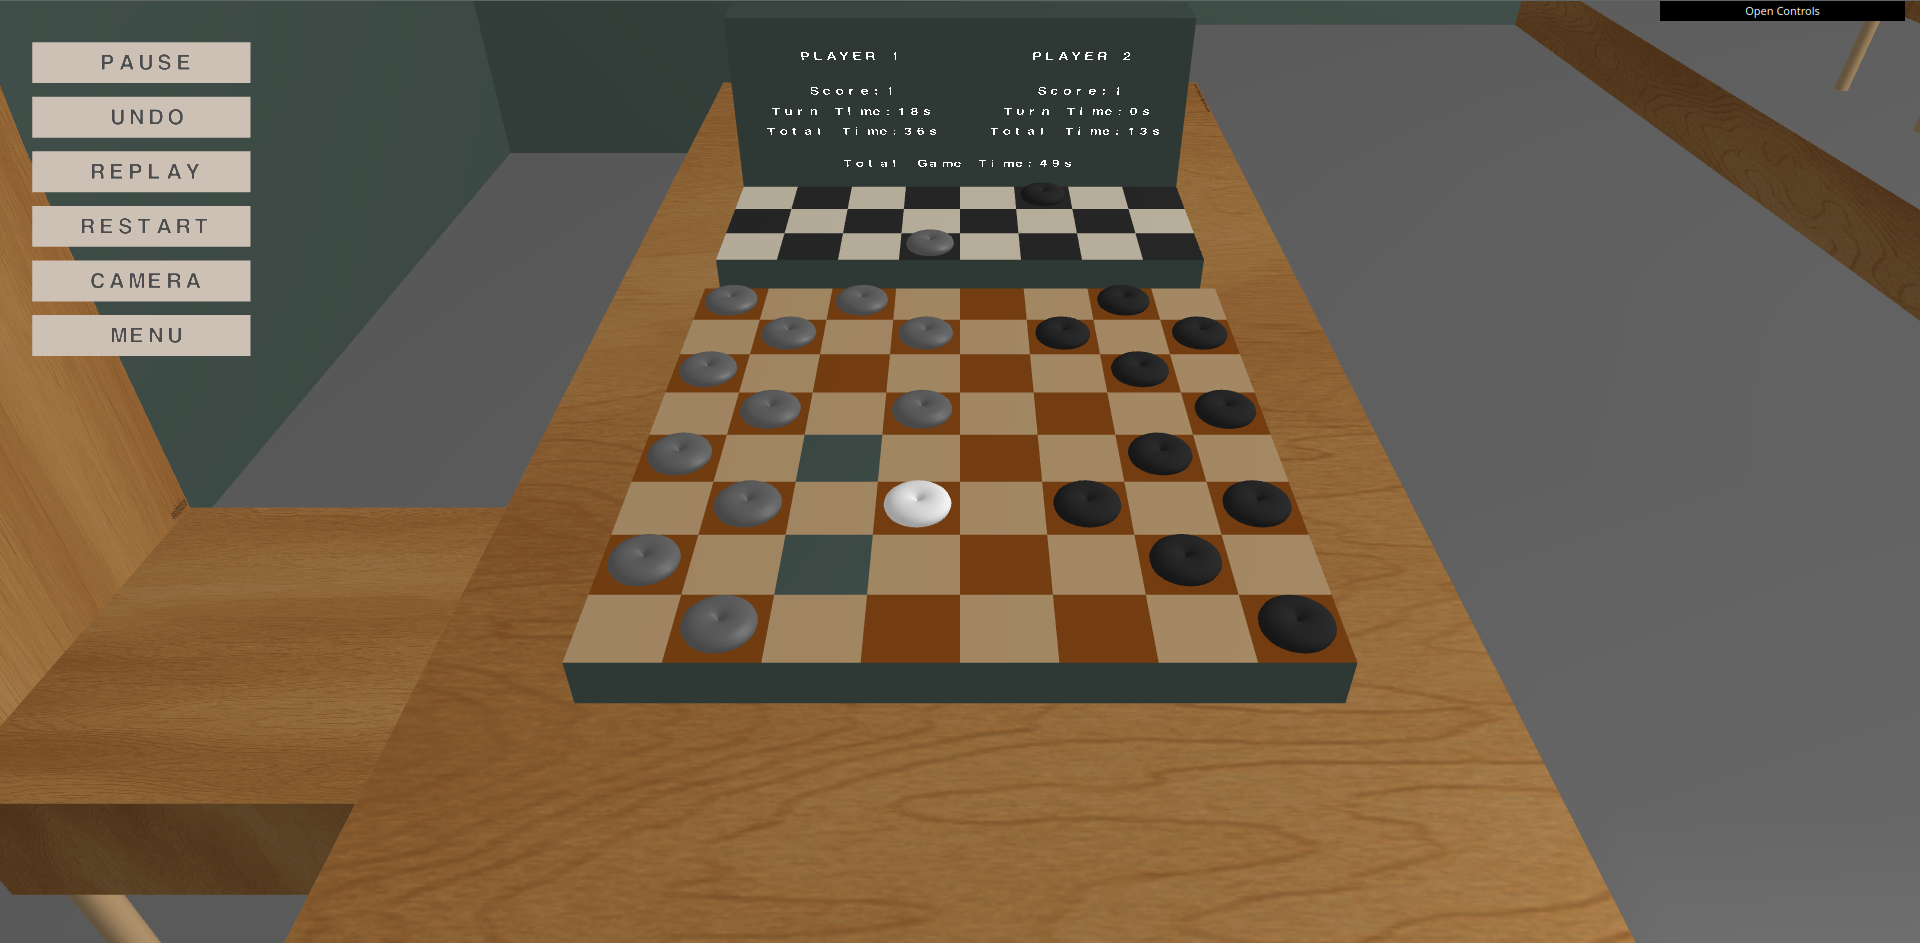 Open Controls
PAUSE
UNDO
REPLAY
RESTART
CAMERA
MENU
PLAYER 1 PLAYER 2
Score:1 Score:1
Turn Time:18s Turn Time:0s
Total Time:36s Total Time:13s
Total Game Time:49s